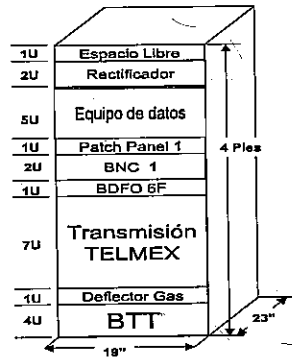 1U Espacio Libre
2U Rectificador
5U Equipo de datos
1U Patch Panel 1
4 Pies
2U BNC 1
1U BDFO 6F
7U Transmisión
TELMEX
1U Deflector Gas
4U BTT
23"
19"